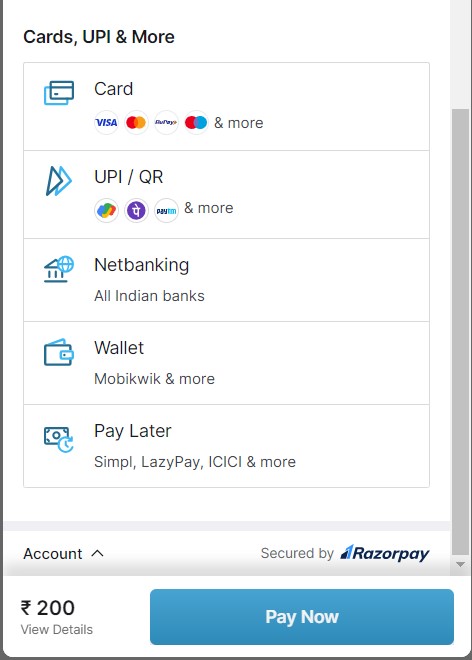 Cards, UPI & More
Card
VISA RuPay & more
UPI / QR
paytm & more
Netbanking
All Indian banks
Wallet
Mobikwik & more
Pay Later
Simpl, LazyPay, ICICI & more
Account Secured by Razorpay
₹ 200
View Details
Pay Now